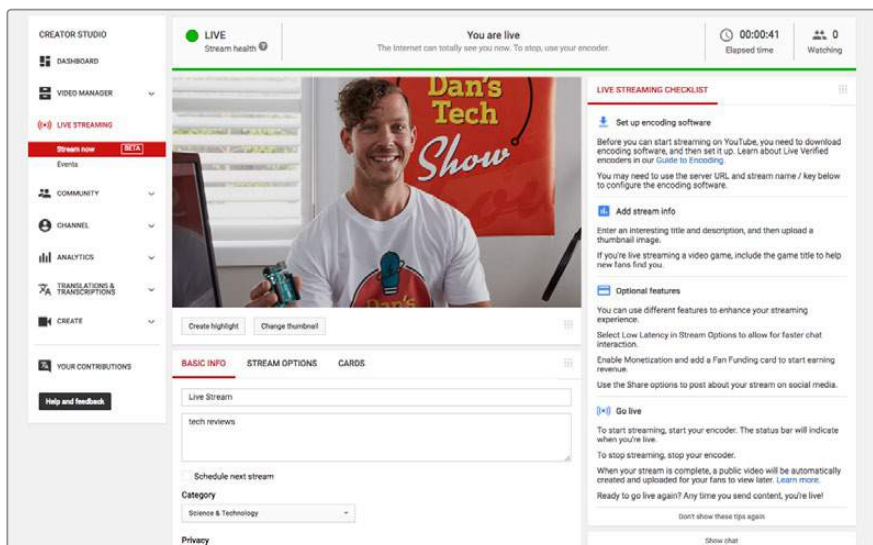 CREATOR STUDIO
DASHBOARD
VIDEO MANAGER
LIVE STREAMING
Stream now BETA
Events
COMMUNITY
CHANNEL
ANALYTICS
TRANSLATIONS &
TRANSCRIPTIONS
CREATE
YOUR CONTRIBUTIONS
Help and feedback
LIVE
Stream health ?
You are live
The Internet can totally see you now. To stop, use your encoder.
00:00:41
Elapsed time
0
Watching
Dan's
Tech
Show
Dan's
Create highlight
Change thumbnail
BASIC INFO
STREAM OPTIONS
CARDS
Live Stream
tech reviews
Schedule next stream
Category
Science & Technology
Privacy
LIVE STREAMING CHECKLIST
Set up encoding software
Before you can start streaming on YouTube, you need to download
encoding software, and then set it up. Learn about Live Verified
encoders in our Guide to Encoding.
You may need to use the server URL and stream name / key below
to configure the encoding software.
Add stream info
Enter an interesting title and description, and then upload a
thumbnail image.
If you're live streaming a video game, include the game title to help
new fans find you.
Optional features
You can use different features to enhance your streaming
experience.
Select Low Latency in Stream Options to allow for faster chat
interaction.
Enable Monetization and add a Fan Funding card to start earning
revenue.
Use the Share options to post about your stream on social media.
Go live
To start streaming, start your encoder. The status bar will indicate
when you're live.
To stop streaming, stop your encoder.
When your stream is complete, a public video will be automatically
created and uploaded for your fans to view later. Learn more.
Ready to go live again? Any time you send content, you're live!
Don't show these tips again
Show chat